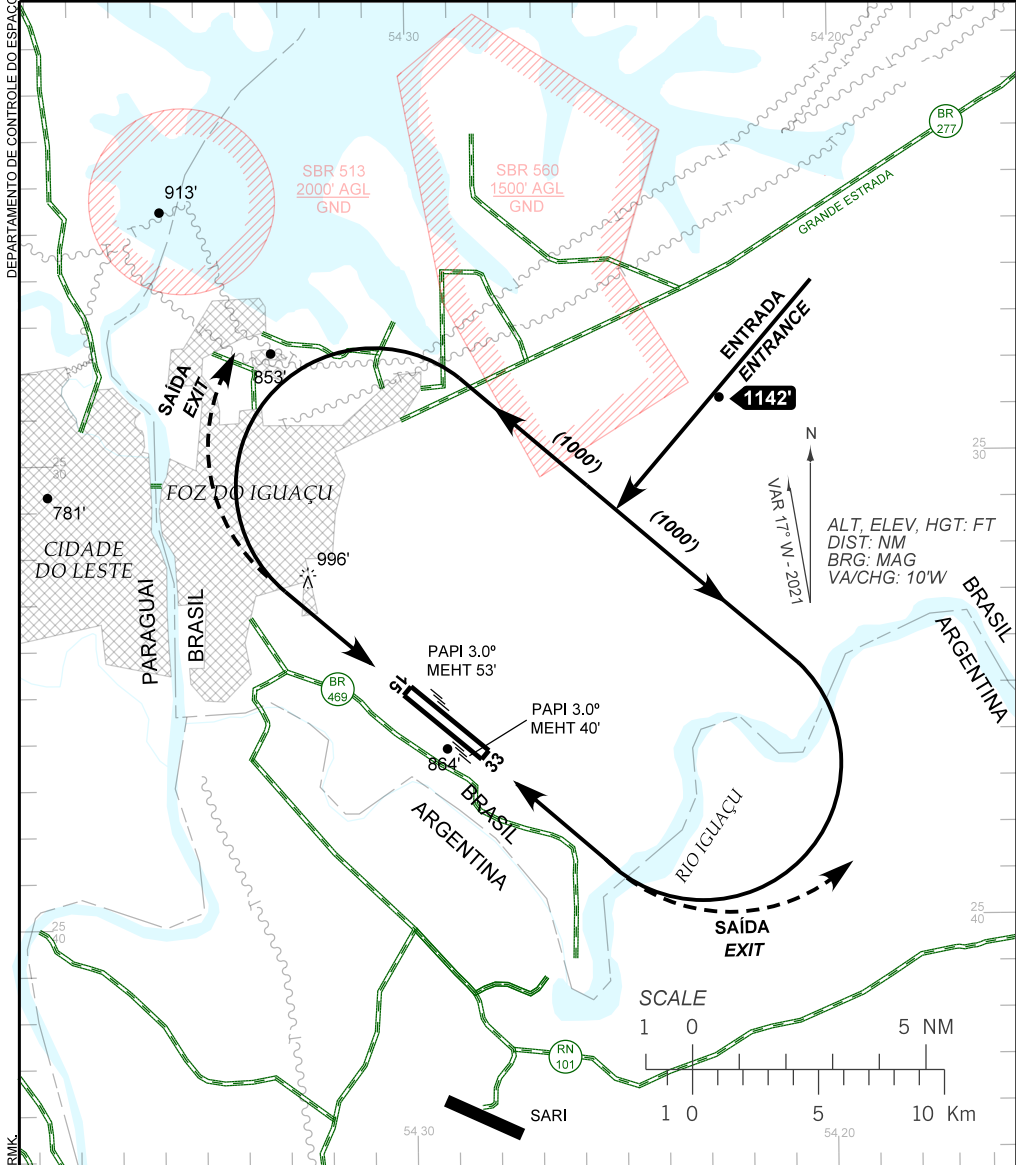 DEPARTAMENTO DE CONTROLE DO ESPAÇO
54 30
54 20
BR
277
SBR 513
2000' AGL
GND
SBR 560
1500' AGL
GND
913'
GRANDE ESTRADA
ENTRADA
ENTRANCE
853'
SAÍDA
EXIT
1142'
(1000')
(1000')
N
VAR 17° W - 2021
25
30
25
30
FOZ DO IGUAÇU
781'
CIDADE
DO LESTE
ALT, ELEV, HGT: FT
DIST: NM
BRG: MAG
VA/CHG: 10'W
996'
PARAGUAI
BRASIL
BRASIL
ARGENTINA
PAPI 3.0º
MEHT 53'
BR
469
15
PAPI 3.0º
MEHT 40'
33
864'
BRASIL
ARGENTINA
RIO IGUAÇU
SAÍDA
EXIT
25
40
25
40
SCALE
1 0 5 NM
RN
101
1 0 5 10 Km
SARI
54 30
54 20
RMK.